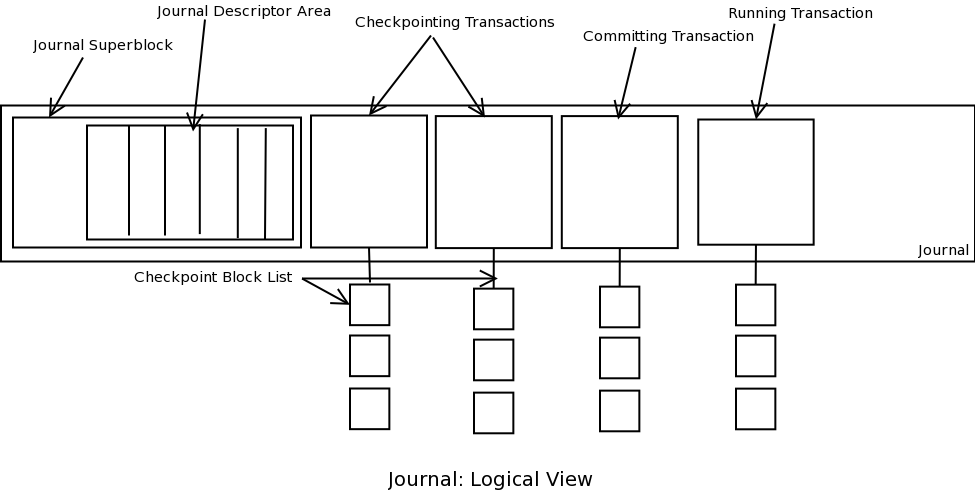 Journal Descriptor Area
Running Transaction
Checkpointing Transactions
Committing Transaction
Journal Superblock
Journal
Checkpoint Block List
Journal: Logical View